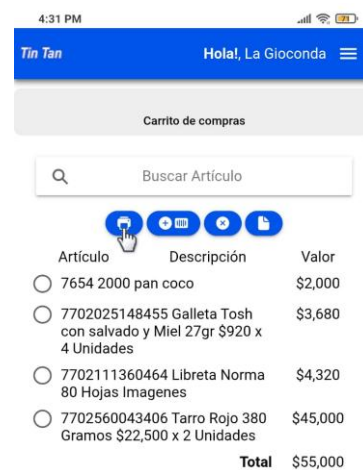 4:31 PM 71
Tin Tan Hola!, La Gioconda
Carrito de compras
Buscar Artículo
Artículo Descripción Valor
7654 2000 pan coco $2,000
7702025148455 Galleta Tosh $3,680
con salvado y Miel 27gr $920 x
4 Unidades
7702111360464 Libreta Norma $4,320
80 Hojas Imagenes
7702560043406 Tarro Rojo 380 $45,000
Gramos $22,500 x 2 Unidades
Total $55,000